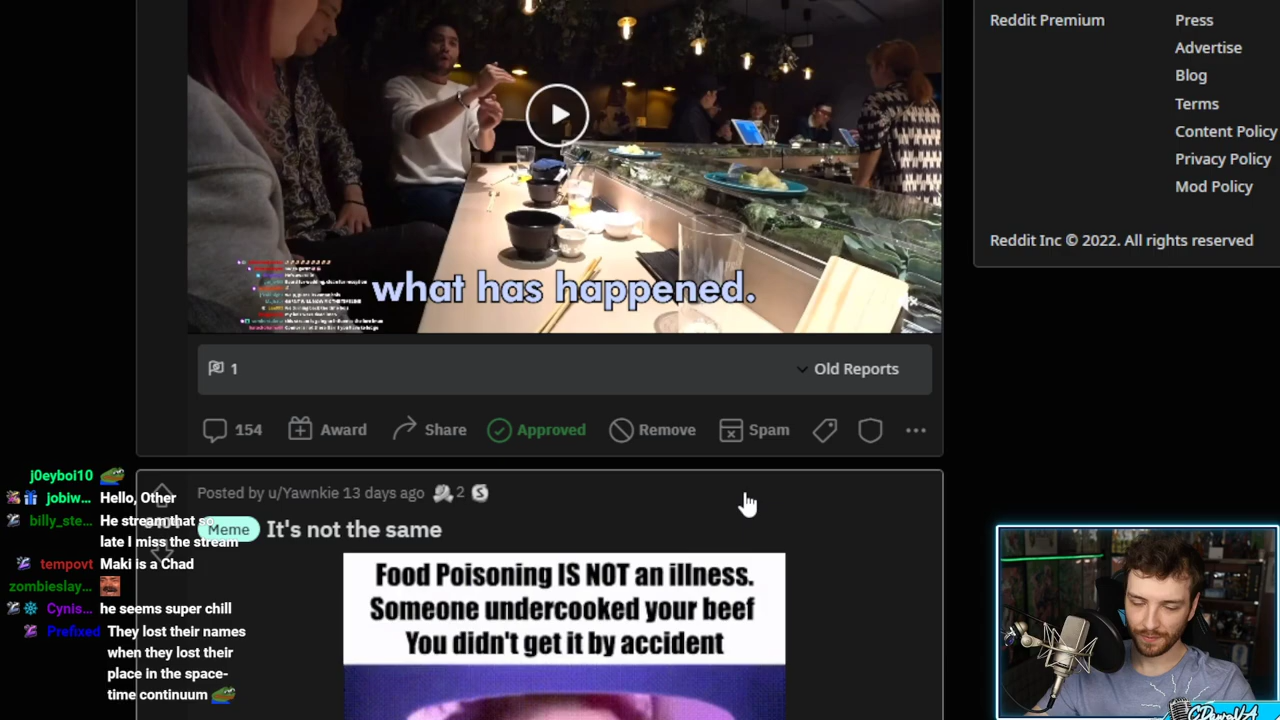 Reddit Premium
Press
Advertise
Blog
Terms
Content Policy
Privacy Policy
Mod Policy
Reddit Inc © 2022. All rights reserved
what has happened.
1
Old Reports
154
Award
Share
Approved
Remove
Spam
Posted by u/Yawnkie 13 days ago
2
Meme
It's not the same
Food Poisoning IS NOT an illness.
Someone undercooked your beef
You didn't get it by accident
j0eyboi10
jobiw... Hello, Other
billy_ste... He stream that so
late I miss the stream
tempovt Maki is a Chad
zombieslay...
Cynis... he seems super chill
Prefixed They lost their names
when they lost their
place in the space-
time continuum